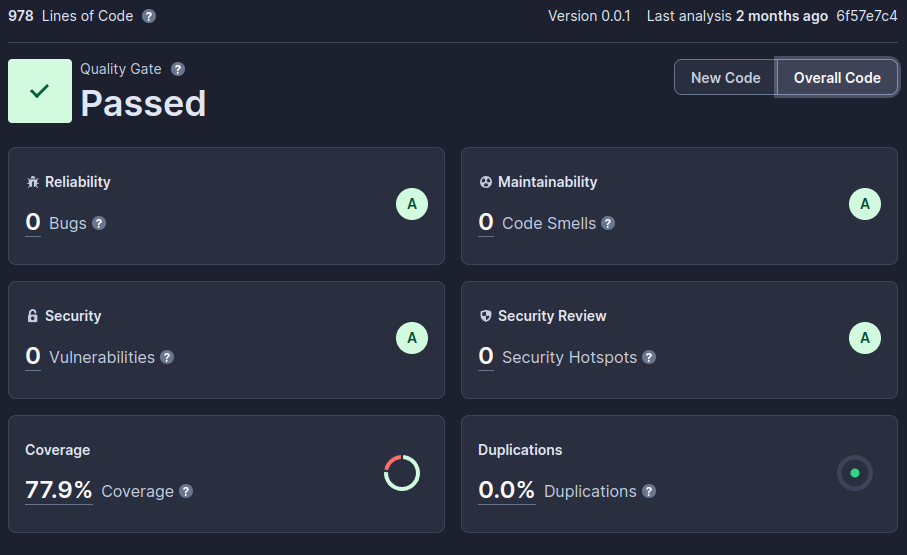 978 Lines of Code ?
Version 0.0.1 Last analysis 2 months ago 6f57e7c4
Quality Gate ?
Passed
New Code
Overall Code
Reliability
0 Bugs ?
A
Maintainability
0 Code Smells ?
A
Security
0 Vulnerabilities ?
A
Security Review
0 Security Hotspots ?
A
Coverage
77.9% Coverage ?
Duplications
0.0% Duplications ?